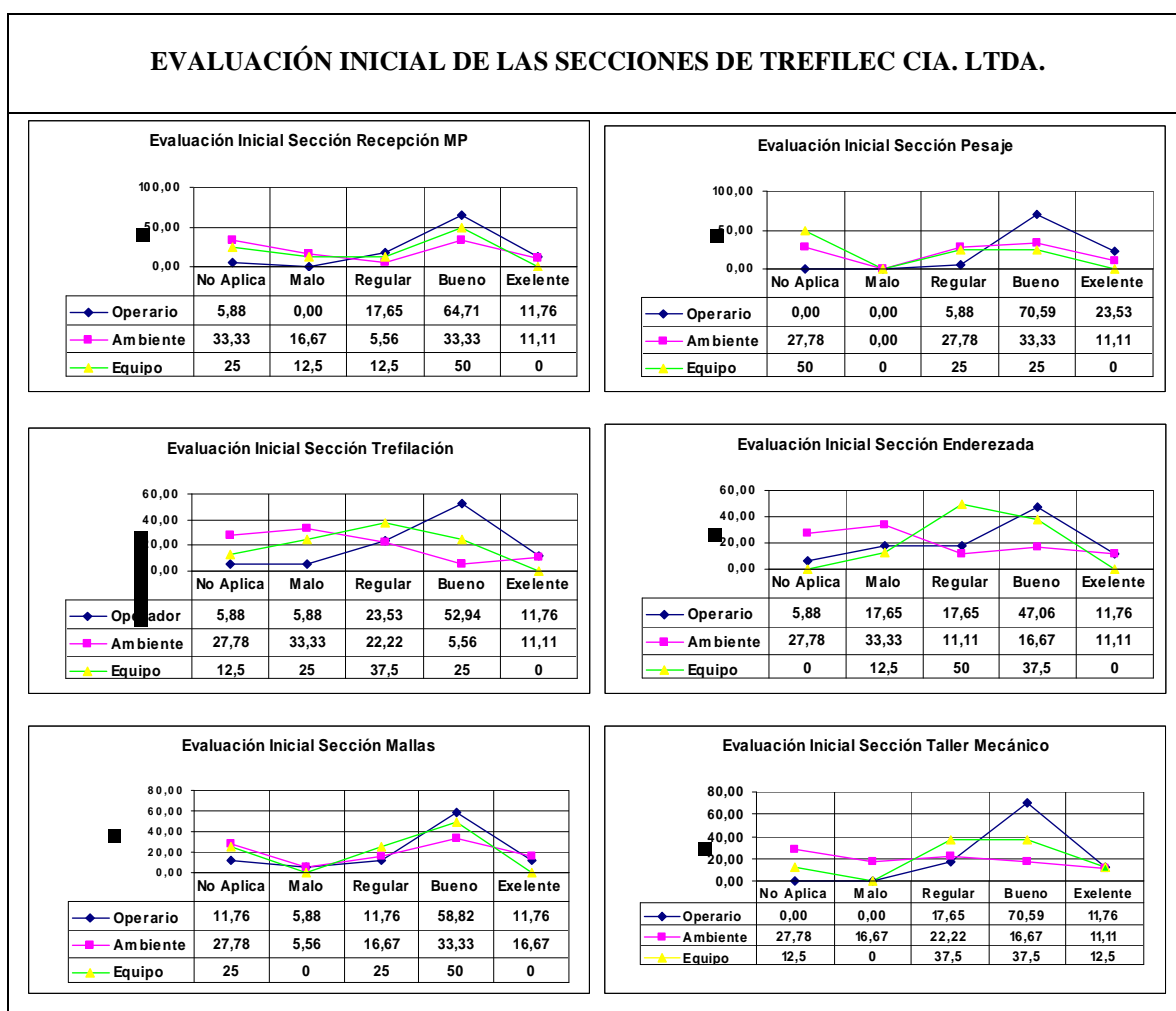 EVALUACIÓN INICIAL DE LAS SECCIONES DE TREFILEC CIA. LTDA.
Evaluación Inicial Sección Recepción MP
100,00
50,00
0,00
No Aplica Malo Regular Bueno Exelente
Operario 5,88 0,00 17,65 64,71 11,76
Ambiente 33,33 16,67 5,56 33,33 11,11
Equipo 25 12,5 12,5 50 0
Evaluación Inicial Sección Pesaje
100,00
50,00
0,00
No Aplica Malo Regular Bueno Exelente
Operario 0,00 0,00 5,88 70,59 23,53
Ambiente 27,78 0,00 27,78 33,33 11,11
Equipo 50 0 25 25 0
Evaluación Inicial Sección Trefilación
60,00
40,00
20,00
0,00
No Aplica Malo Regular Bueno Exelente
Operador 5,88 5,88 23,53 52,94 11,76
Ambiente 27,78 33,33 22,22 5,56 11,11
Equipo 12,5 25 37,5 25 0
Evaluación Inicial Sección Enderezada
60,00
40,00
20,00
0,00
No Aplica Malo Regular Bueno Exelente
Operario 5,88 17,65 17,65 47,06 11,76
Ambiente 27,78 33,33 11,11 16,67 11,11
Equipo 0 12,5 50 37,5 0
Evaluación Inicial Sección Mallas
80,00
60,00
40,00
20,00
0,00
No Aplica Malo Regular Bueno Exelente
Operario 11,76 5,88 11,76 58,82 11,76
Ambiente 27,78 5,56 16,67 33,33 16,67
Equipo 25 0 25 50 0
Evaluación Inicial Sección Taller Mecánico
80,00
60,00
40,00
20,00
0,00
No Aplica Malo Regular Bueno Exelente
Operario 0,00 0,00 17,65 70,59 11,76
Ambiente 27,78 16,67 22,22 16,67 11,11
Equipo 12,5 0 37,5 37,5 12,5